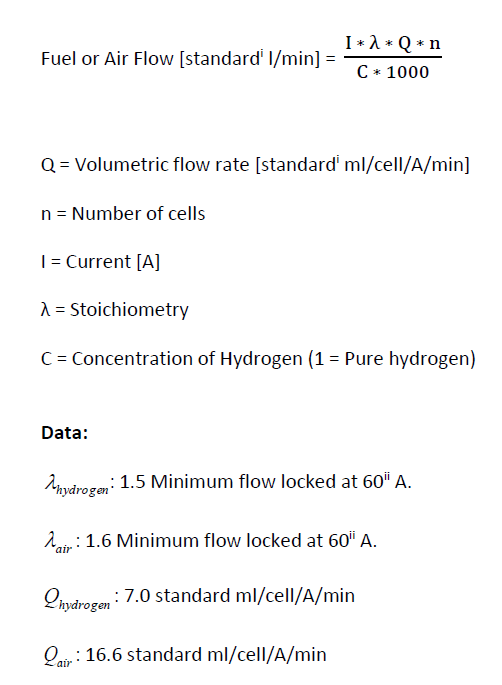 Fuel or Air Flow [standardⁱ l/min] = I * λ * Q * n / C * 1000
Q = Volumetric flow rate [standardⁱ ml/cell/A/min]
n = Number of cells
I = Current [A]
λ = Stoichiometry
C = Concentration of Hydrogen (1 = Pure hydrogen)
Data:
λhydrogen: 1.5 Minimum flow locked at 60ⁱⁱ A.
λair : 1.6 Minimum flow locked at 60ⁱⁱ A.
Qhydrogen : 7.0 standard ml/cell/A/min
Qair : 16.6 standard ml/cell/A/min